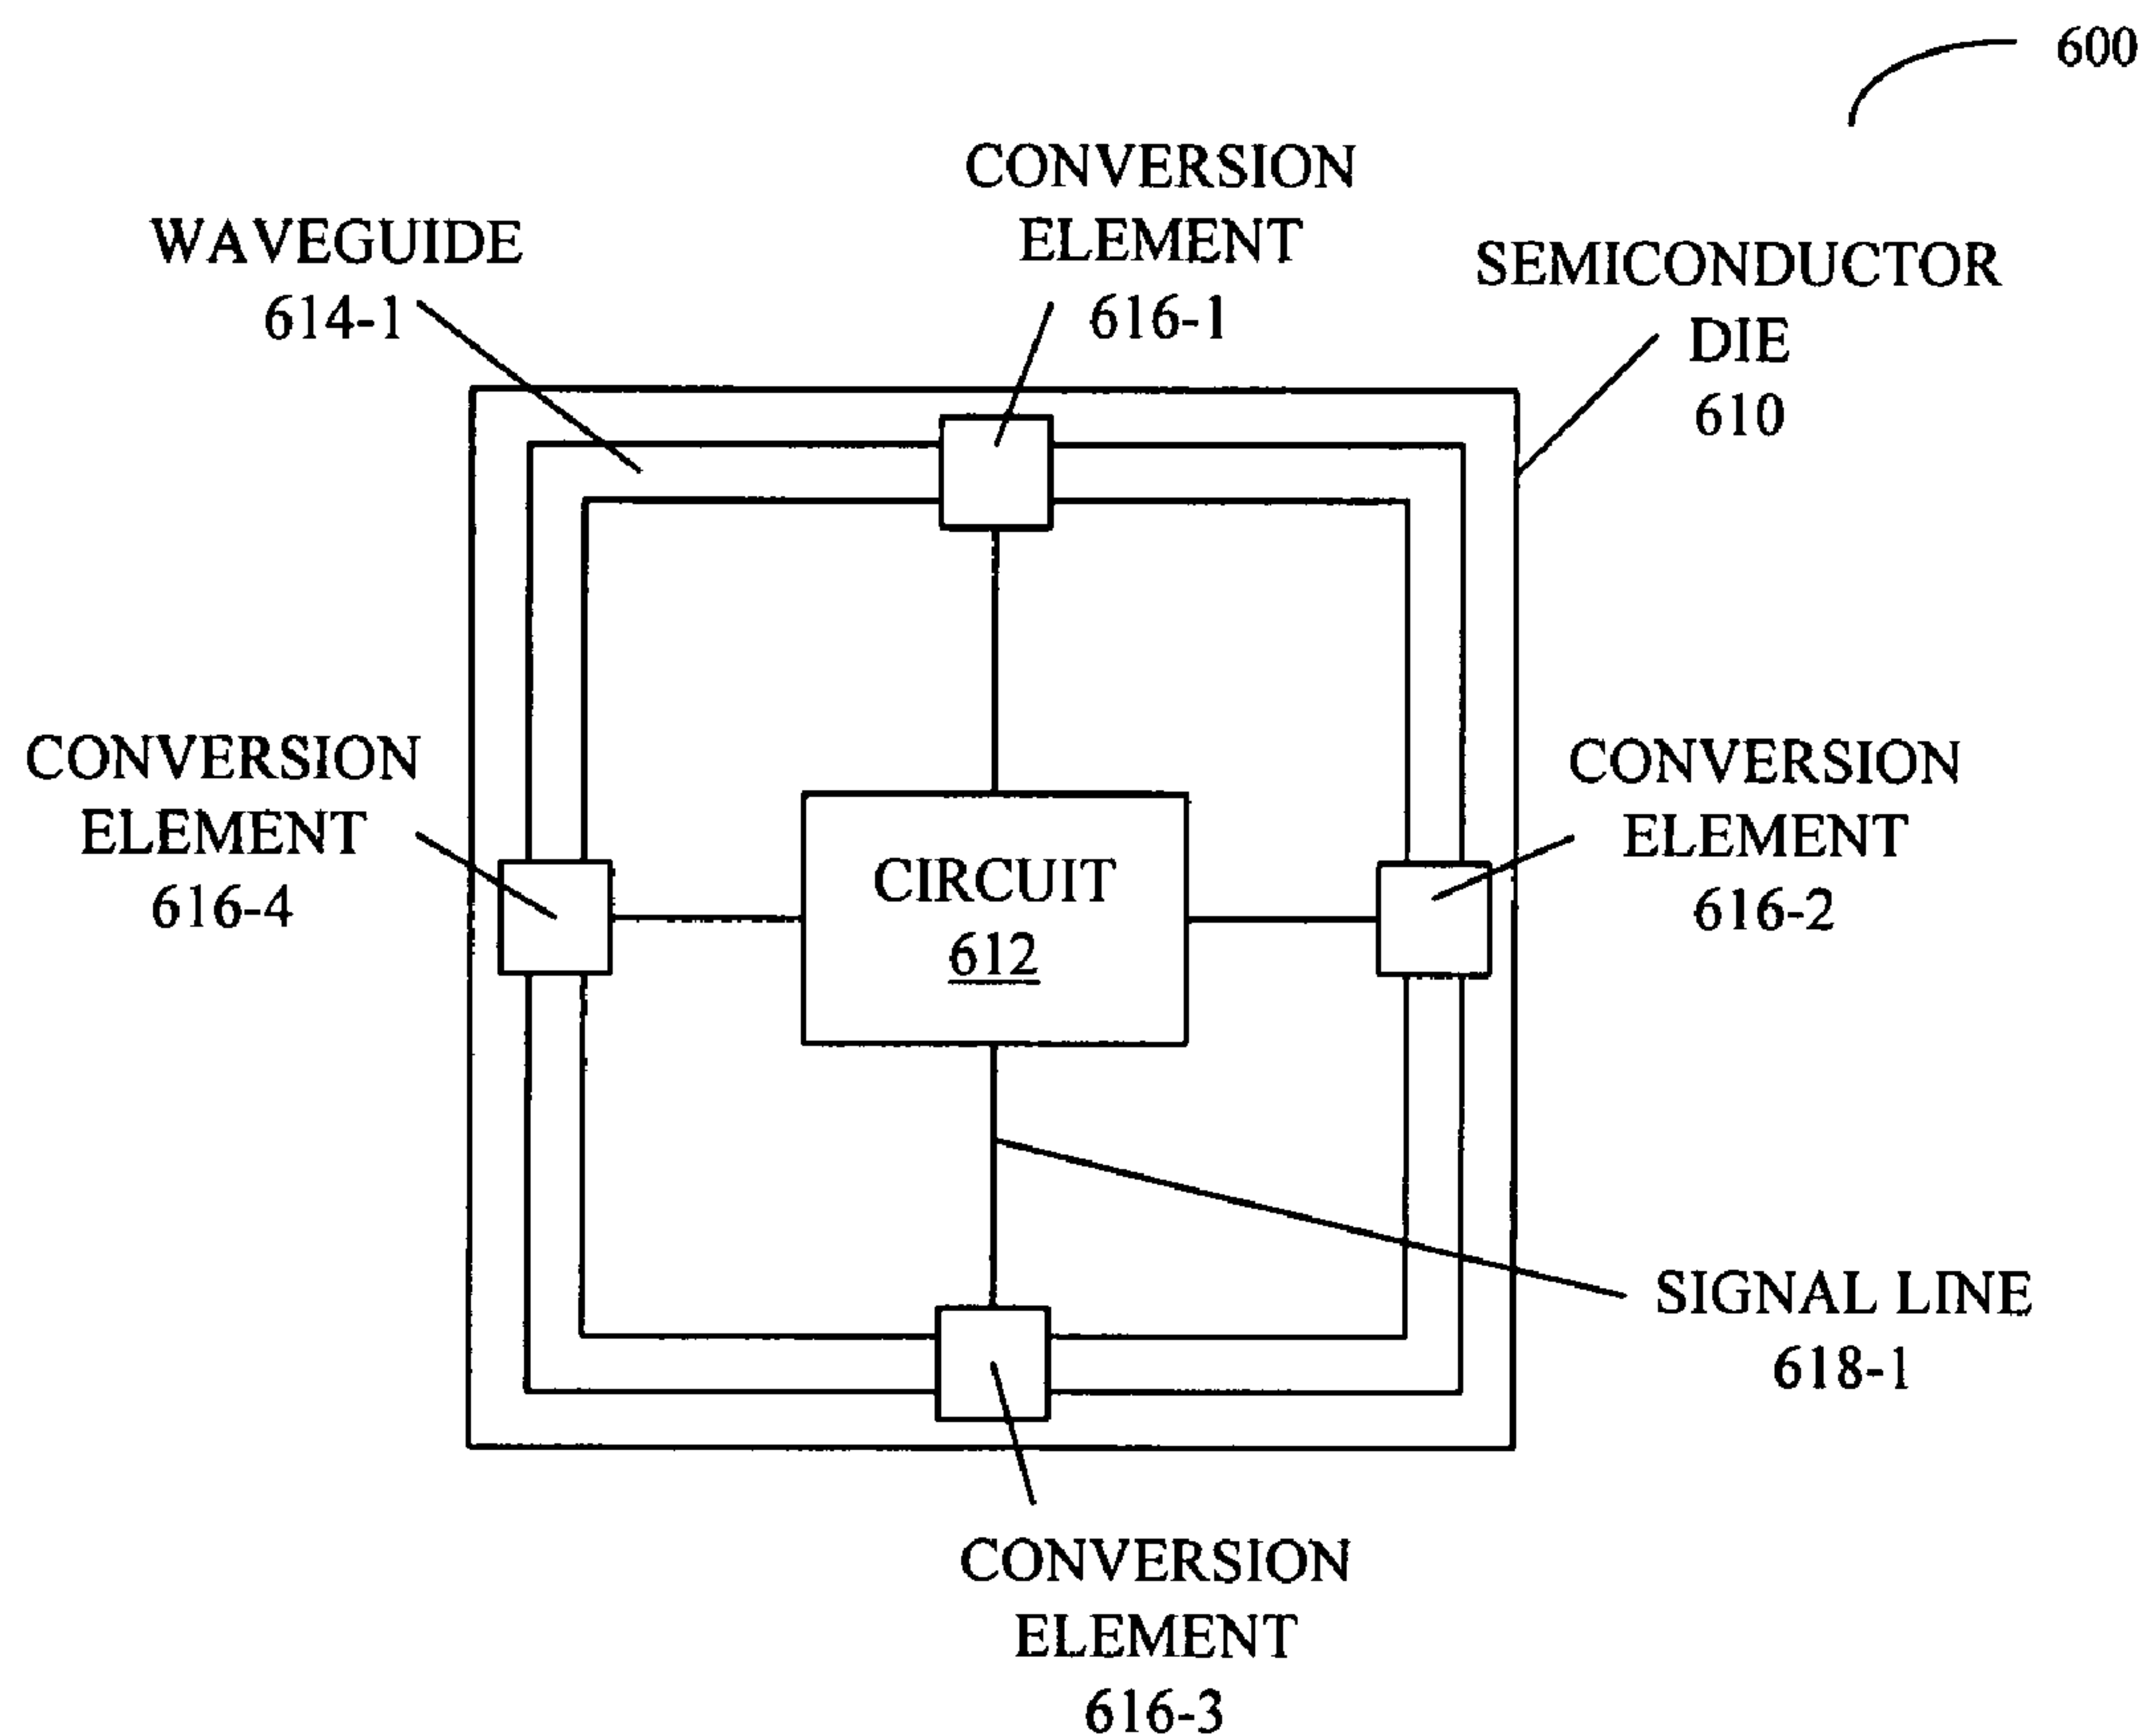 600
CONVERSION
ELEMENT
616-1
WAVEGUIDE
614-1
SEMICONDUCTOR
DIE
610
CONVERSION
ELEMENT
616-4
CIRCUIT
612
CONVERSION
ELEMENT
616-2
SIGNAL LINE
618-1
CONVERSION
ELEMENT
616-3